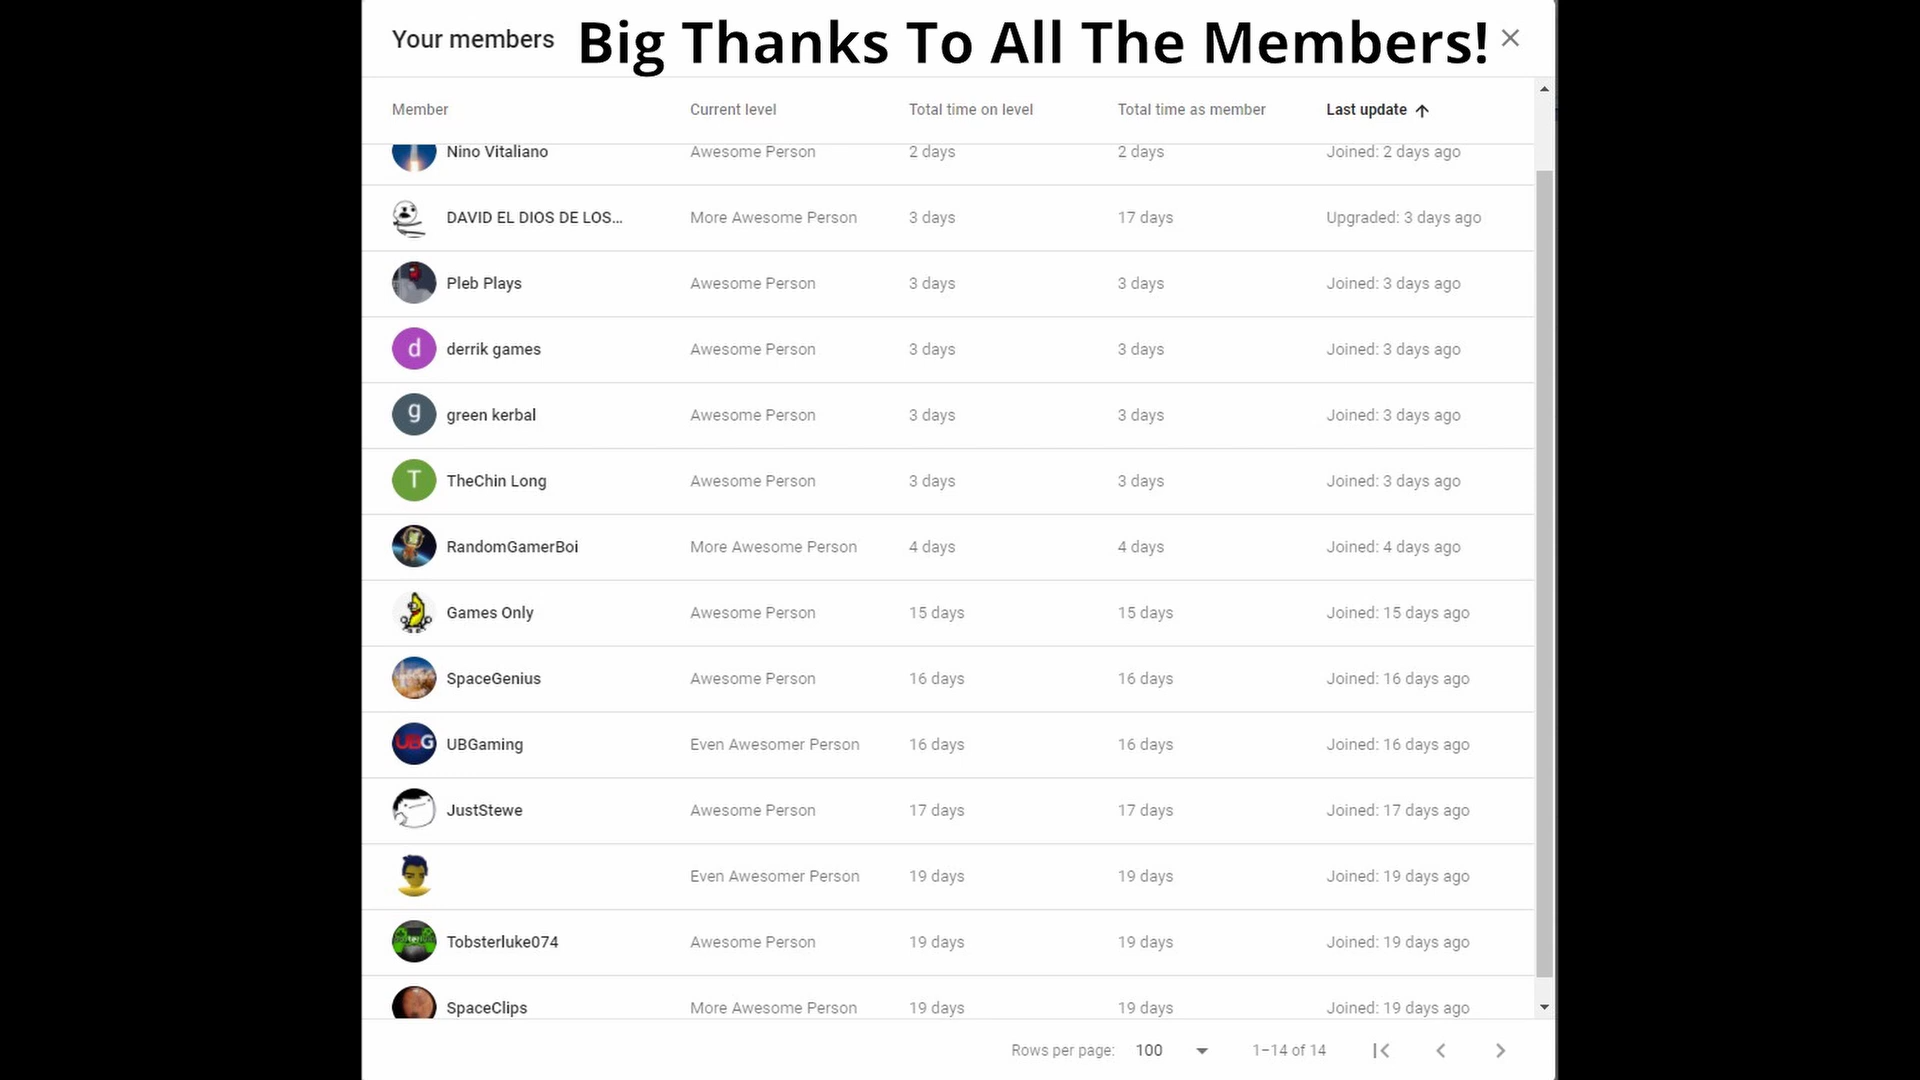 Your members Big Thanks To All The Members!
Member Current level Total time on level Total time as member Last update
Nino Vitaliano Awesome Person 2 days 2 days Joined: 2 days ago
DAVID EL DIOS DE LOS... More Awesome Person 3 days 17 days Upgraded: 3 days ago
Pleb Plays Awesome Person 3 days 3 days Joined: 3 days ago
d derrik games Awesome Person 3 days 3 days Joined: 3 days ago
g green kerbal Awesome Person 3 days 3 days Joined: 3 days ago
T TheChin Long Awesome Person 3 days 3 days Joined: 3 days ago
RandomGamerBoi More Awesome Person 4 days 4 days Joined: 4 days ago
Games Only Awesome Person 15 days 15 days Joined: 15 days ago
SpaceGenius Awesome Person 16 days 16 days Joined: 16 days ago
UBG UBGaming Even Awesomer Person 16 days 16 days Joined: 16 days ago
JustStewe Awesome Person 17 days 17 days Joined: 17 days ago
Even Awesomer Person 19 days 19 days Joined: 19 days ago
Tobsterluke074 Awesome Person 19 days 19 days Joined: 19 days ago
SpaceClips More Awesome Person 19 days 19 days Joined: 19 days ago
Rows per page: 100 1–14 of 14